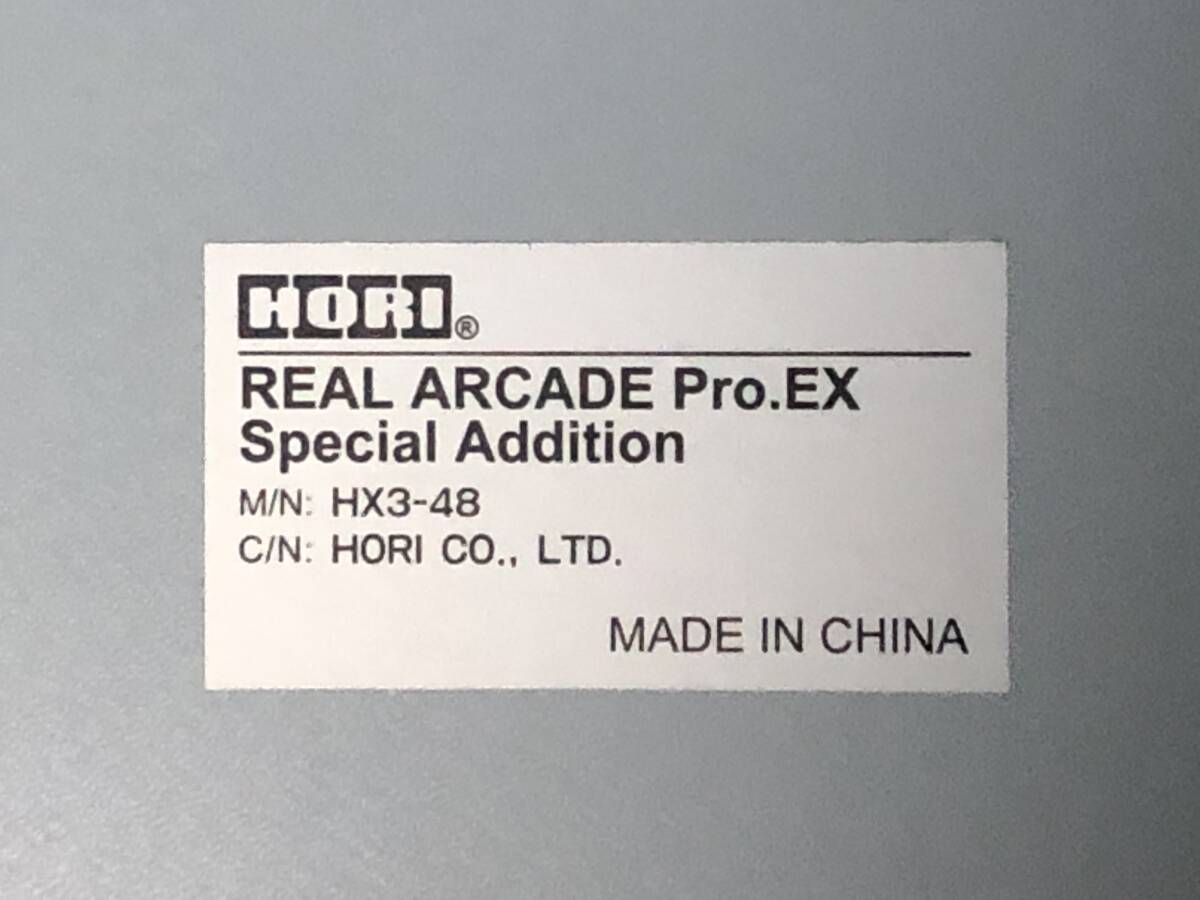 HORI®
REAL ARCADE Pro.EX
Special Addition
M/N: HX3-48
C/N: HORI CO., LTD.
MADE IN CHINA